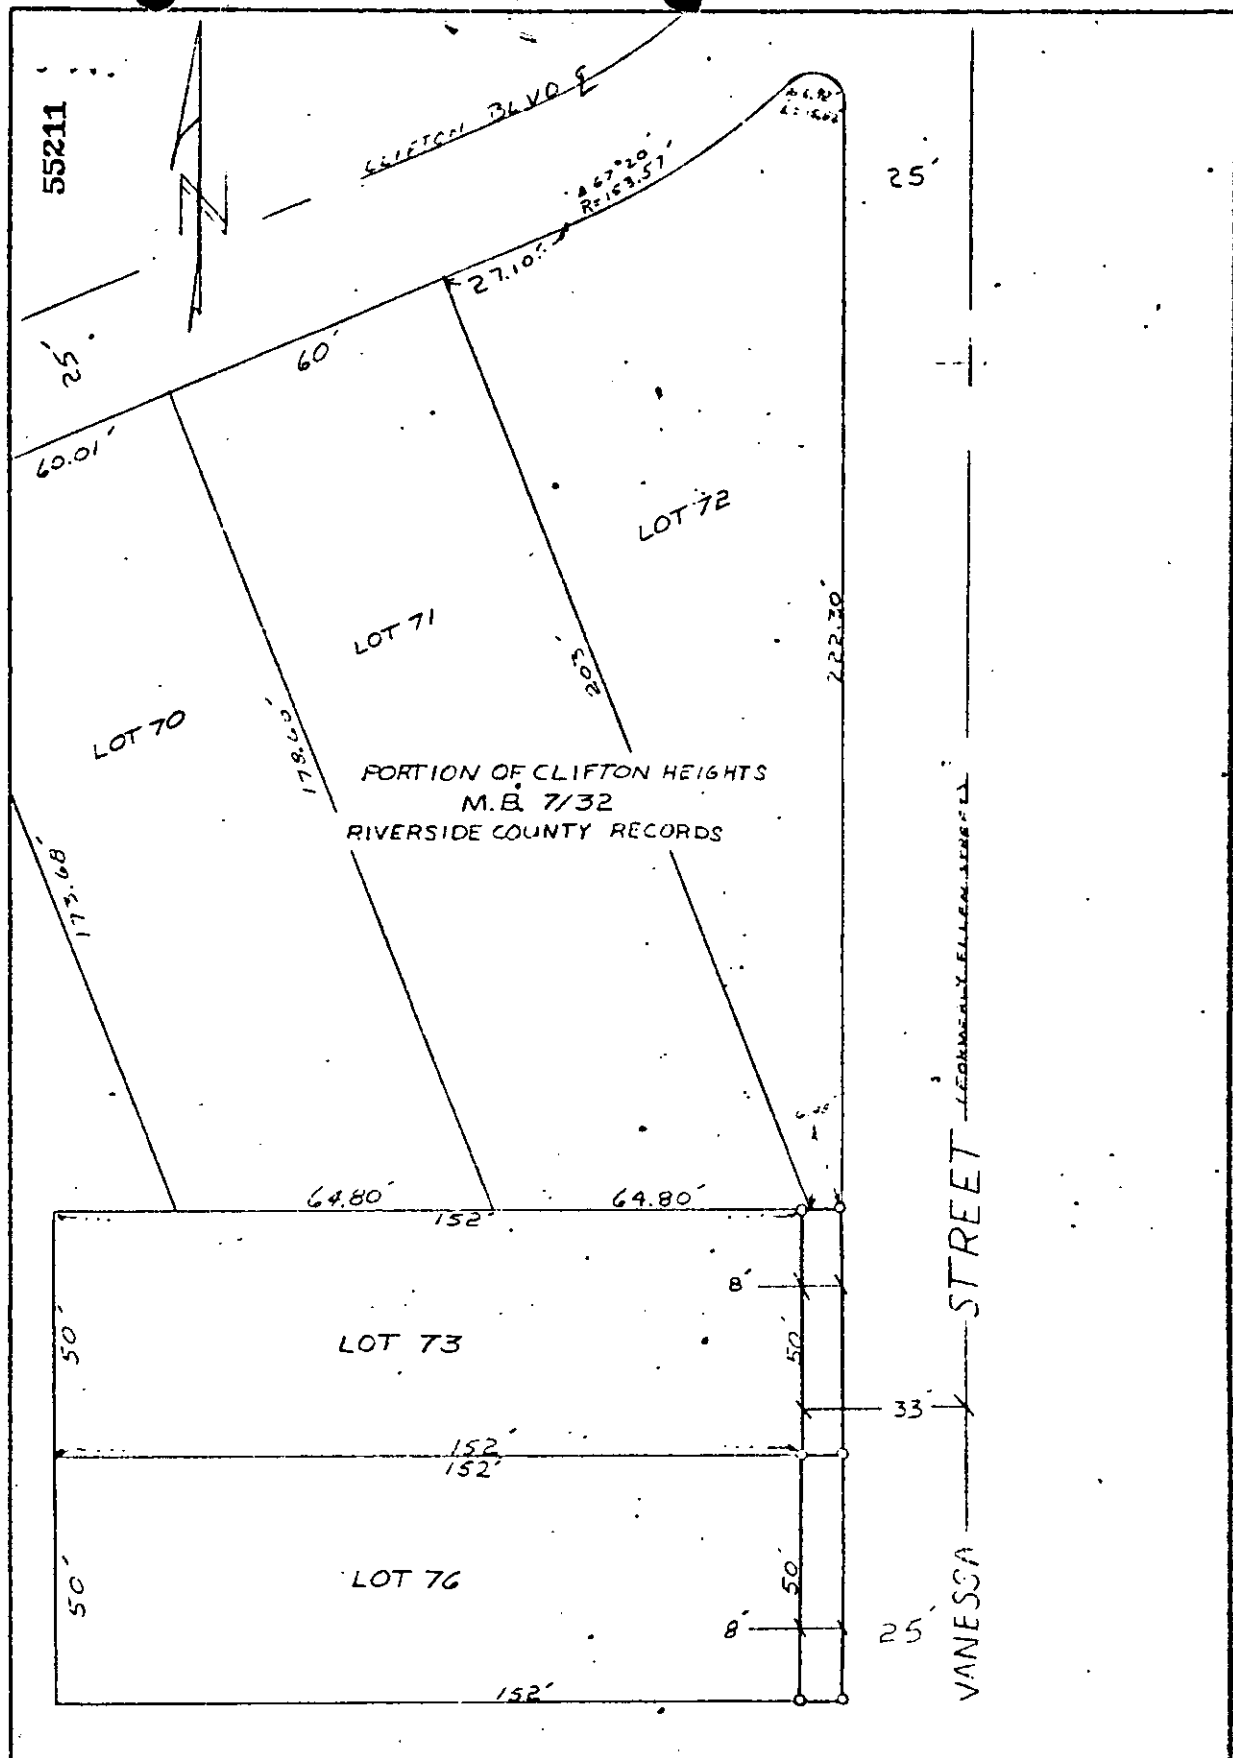 55211
N
CLIFTON BLVD ℄
25'
Δ 67°20'
R=153.57'
27.10'
60'
25'
60.01'
LOT 72
LOT 71
LOT 70
222.30'
203'
178.60'
173.68'
PORTION OF CLIFTON HEIGHTS
M.B. 7/32
RIVERSIDE COUNTY RECORDS
64.80'
64.80'
152'
8'
50'
LOT 73
50'
33'
152'
152'
50'
LOT 76
50'
8'
25'
152'
VANESSA STREET (FORMERLY ELLEN STREET)